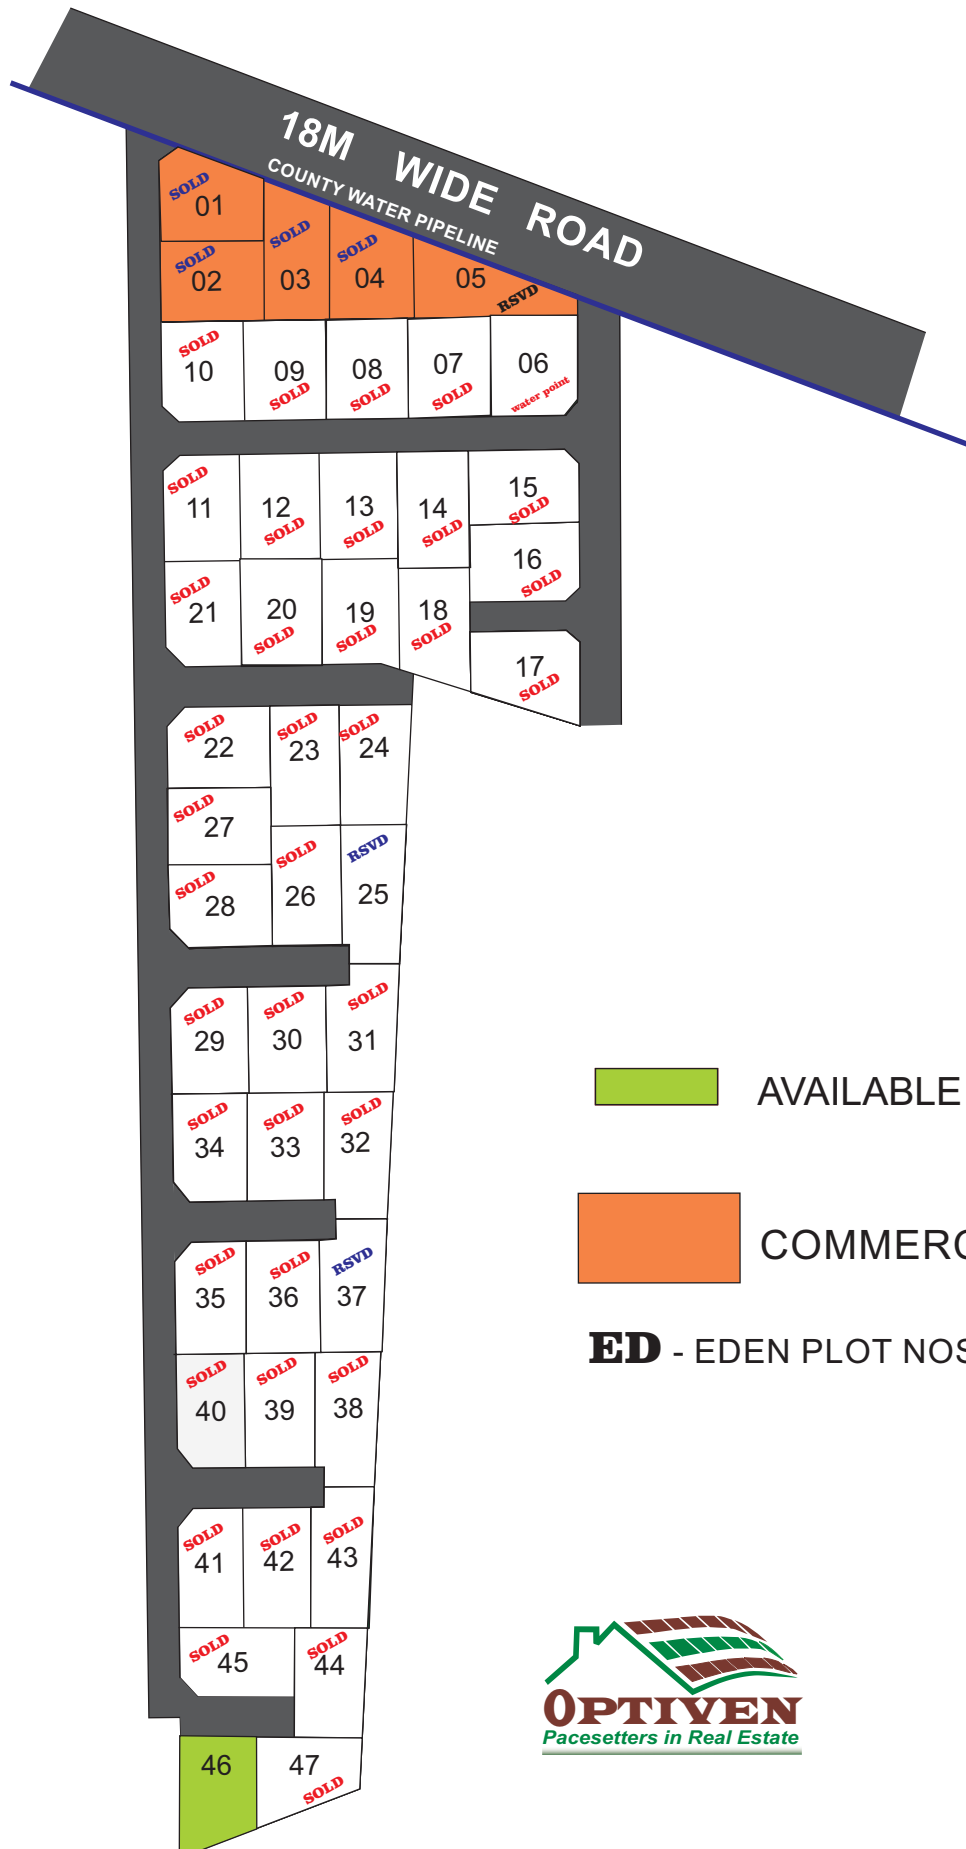 18M WIDE ROAD
COUNTY WATER PIPELINE
SOLD
01
SOLD
02
SOLD
03
SOLD
04
05
RSVD
SOLD
10
09
SOLD
08
SOLD
07
SOLD
06
water point
SOLD
11
12
SOLD
13
SOLD
14
SOLD
15
SOLD
16
SOLD
SOLD
21
20
SOLD
19
SOLD
18
SOLD
17
SOLD
SOLD
22
SOLD
23
SOLD
24
SOLD
27
SOLD
28
SOLD
26
RSVD
25
SOLD
29
SOLD
30
SOLD
31
SOLD
34
SOLD
33
SOLD
32
SOLD
35
SOLD
36
RSVD
37
SOLD
40
SOLD
39
SOLD
38
SOLD
41
SOLD
42
SOLD
43
SOLD
45
SOLD
44
46
47
SOLD
AVAILABLE
COMMERC
ED - EDEN PLOT NOS
OPTIVEN
Pacesetters in Real Estate